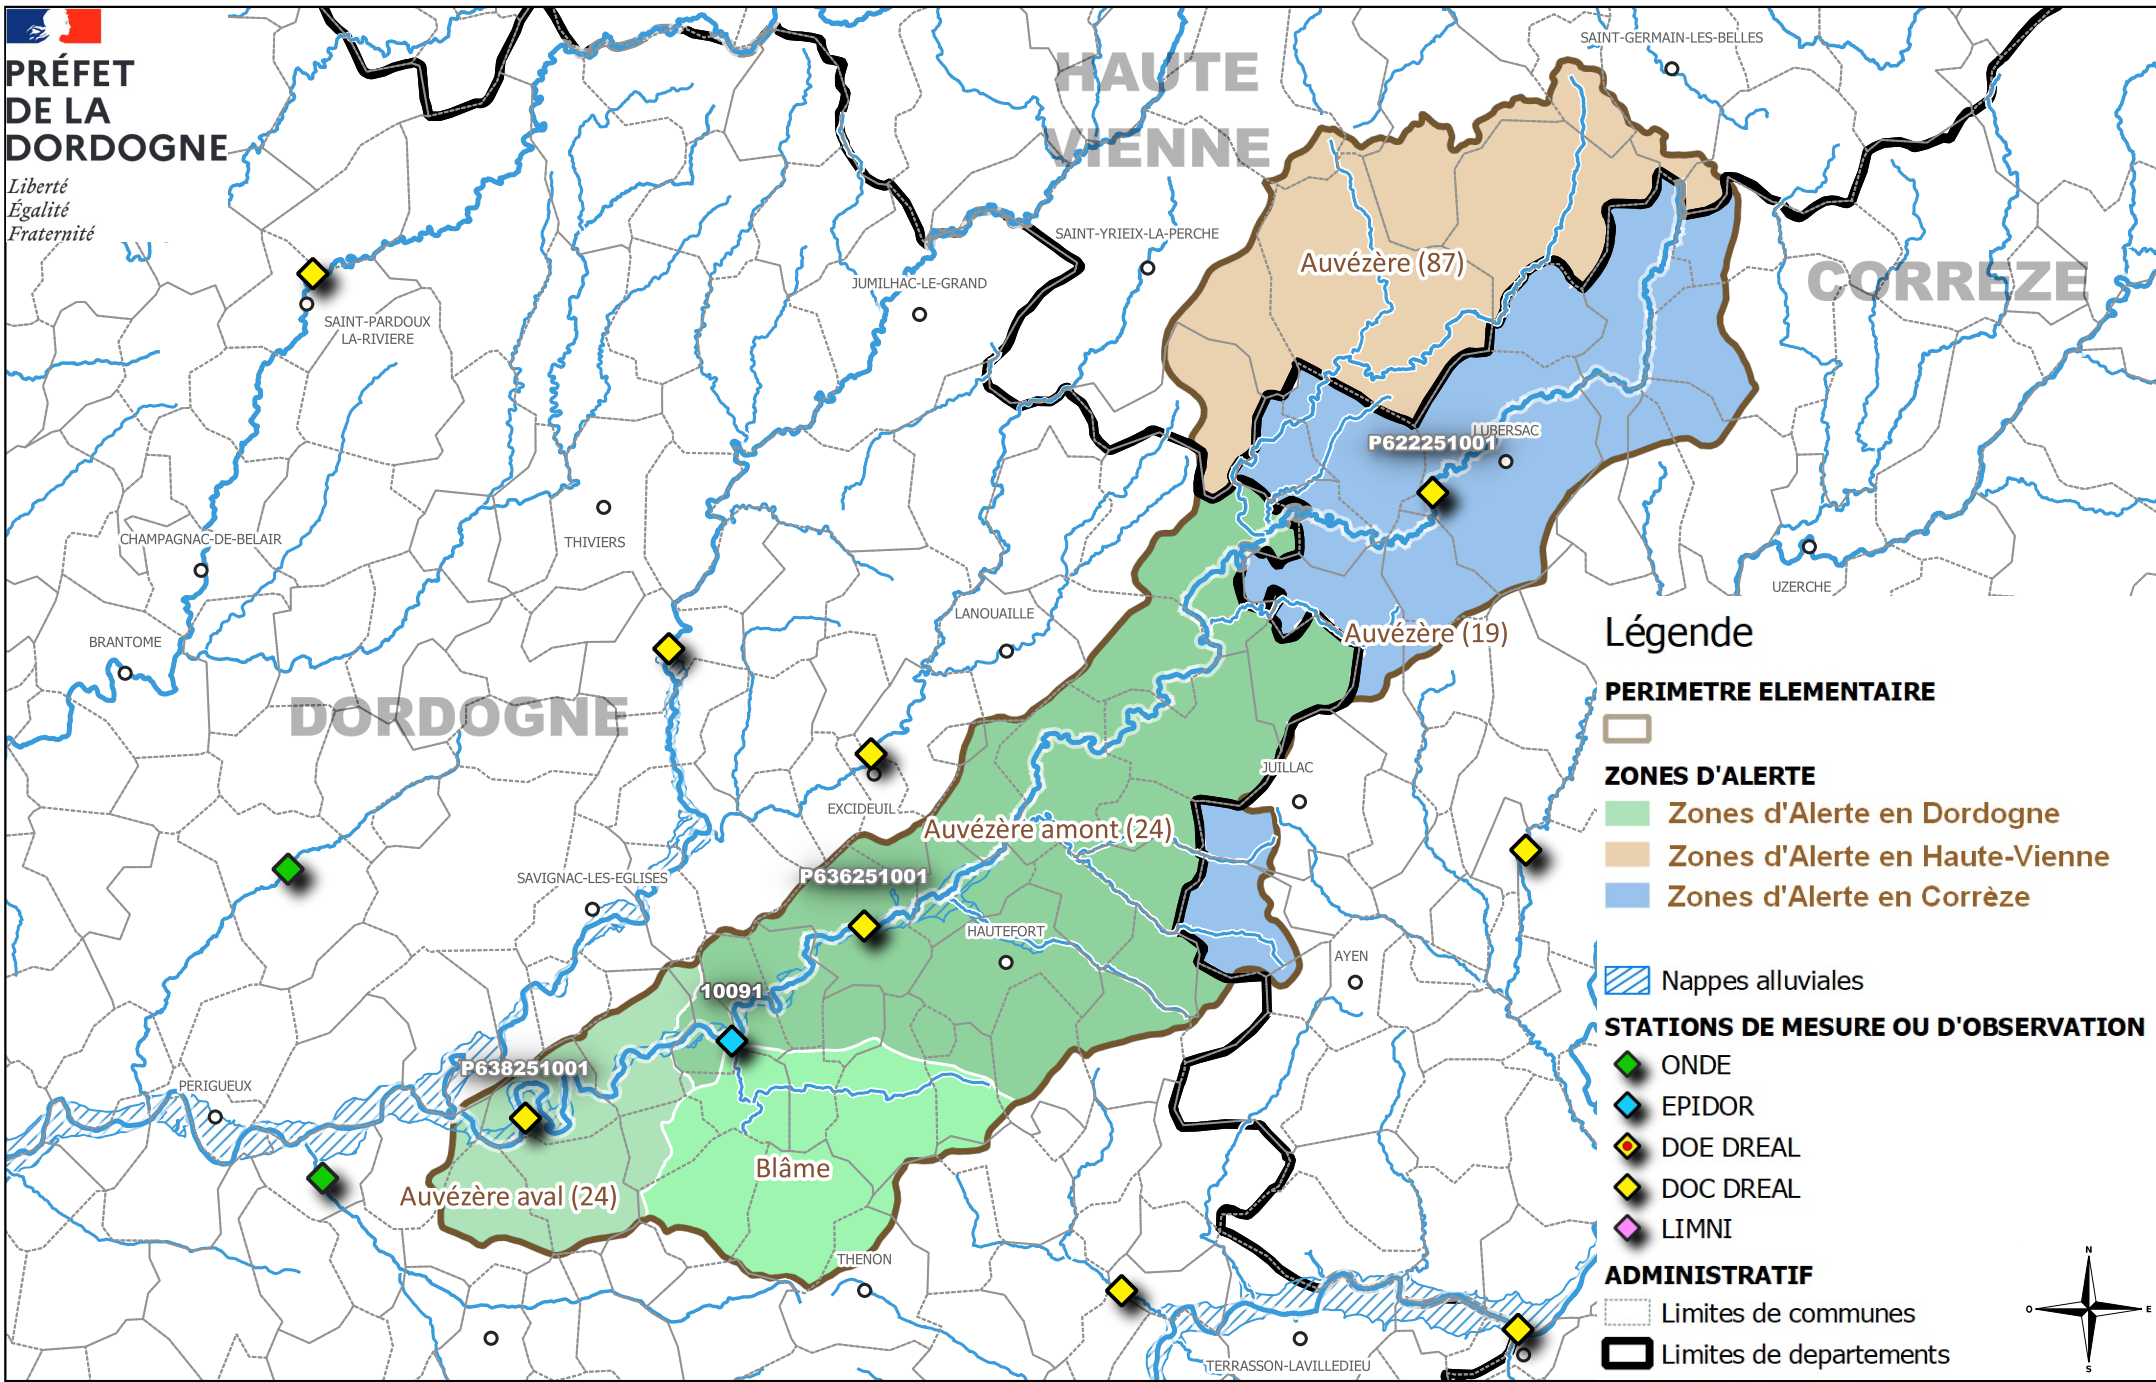 PRÉFET
DE LA
DORDOGNE
Liberté
Égalité
Fraternité
HAUTE
VIENNE
SAINT-GERMAIN-LES-BELLES
SAINT-YRIEIX-LA-PERCHE
Auvézère (87)
CORREZE
JUMILHAC-LE-GRAND
SAINT-PARDOUX
LA-RIVIERE
LUBERSAC
P622251001
CHAMPAGNAC-DE-BELAIR
THIVIERS
UZERCHE
LANOUAILLE
BRANTOME
Auvézère (19)
DORDOGNE
JUILLAC
EXCIDEUIL
Auvézère amont (24)
P636251001
SAVIGNAC-LES-EGLISES
HAUTEFORT
AYEN
10091
P638251001
PERIGUEUX
Blâme
Auvézère aval (24)
THENON
TERRASSON-LAVILLEDIEU
Légende
PERIMETRE ELEMENTAIRE
ZONES D'ALERTE
Zones d'Alerte en Dordogne
Zones d'Alerte en Haute-Vienne
Zones d'Alerte en Corrèze
Nappes alluviales
STATIONS DE MESURE OU D'OBSERVATION
ONDE
EPIDOR
DOE DREAL
DOC DREAL
LIMNI
ADMINISTRATIF
Limites de communes
Limites de departements
N
O
E
S